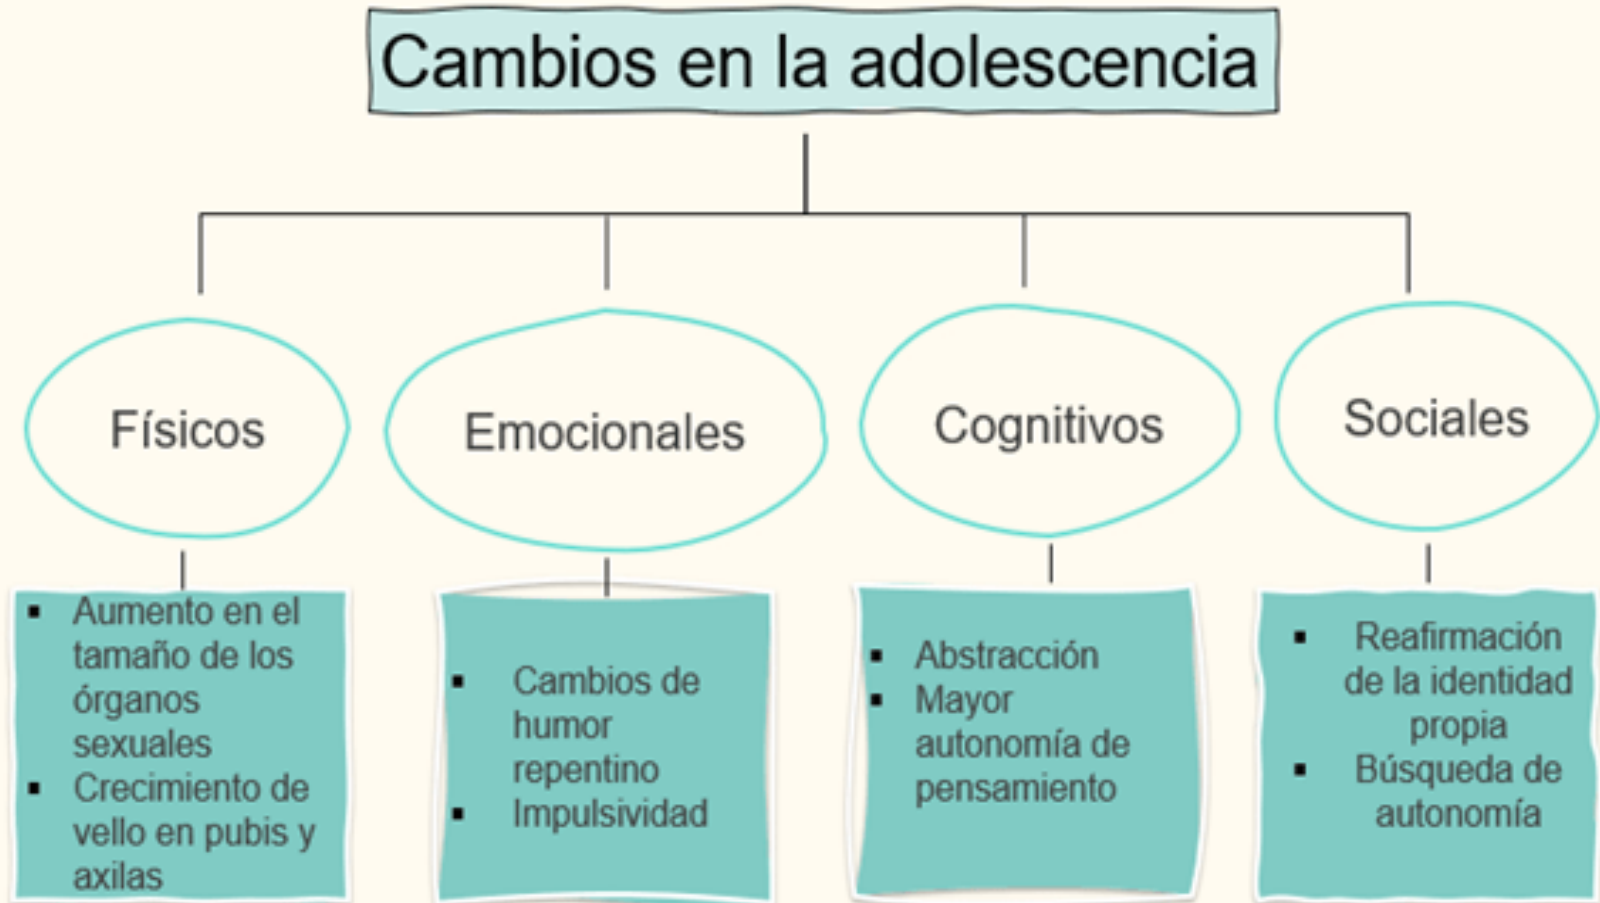 Cambios en la adolescencia
Físicos
Emocionales
Cognitivos
Sociales
▪ Aumento en el
tamaño de los
órganos
sexuales
▪ Crecimiento de
vello en pubis y
axilas
▪ Cambios de
humor
repentino
▪ Impulsividad
▪ Abstracción
▪ Mayor
autonomía de
pensamiento
▪ Reafirmación
de la identidad
propia
▪ Búsqueda de
autonomía